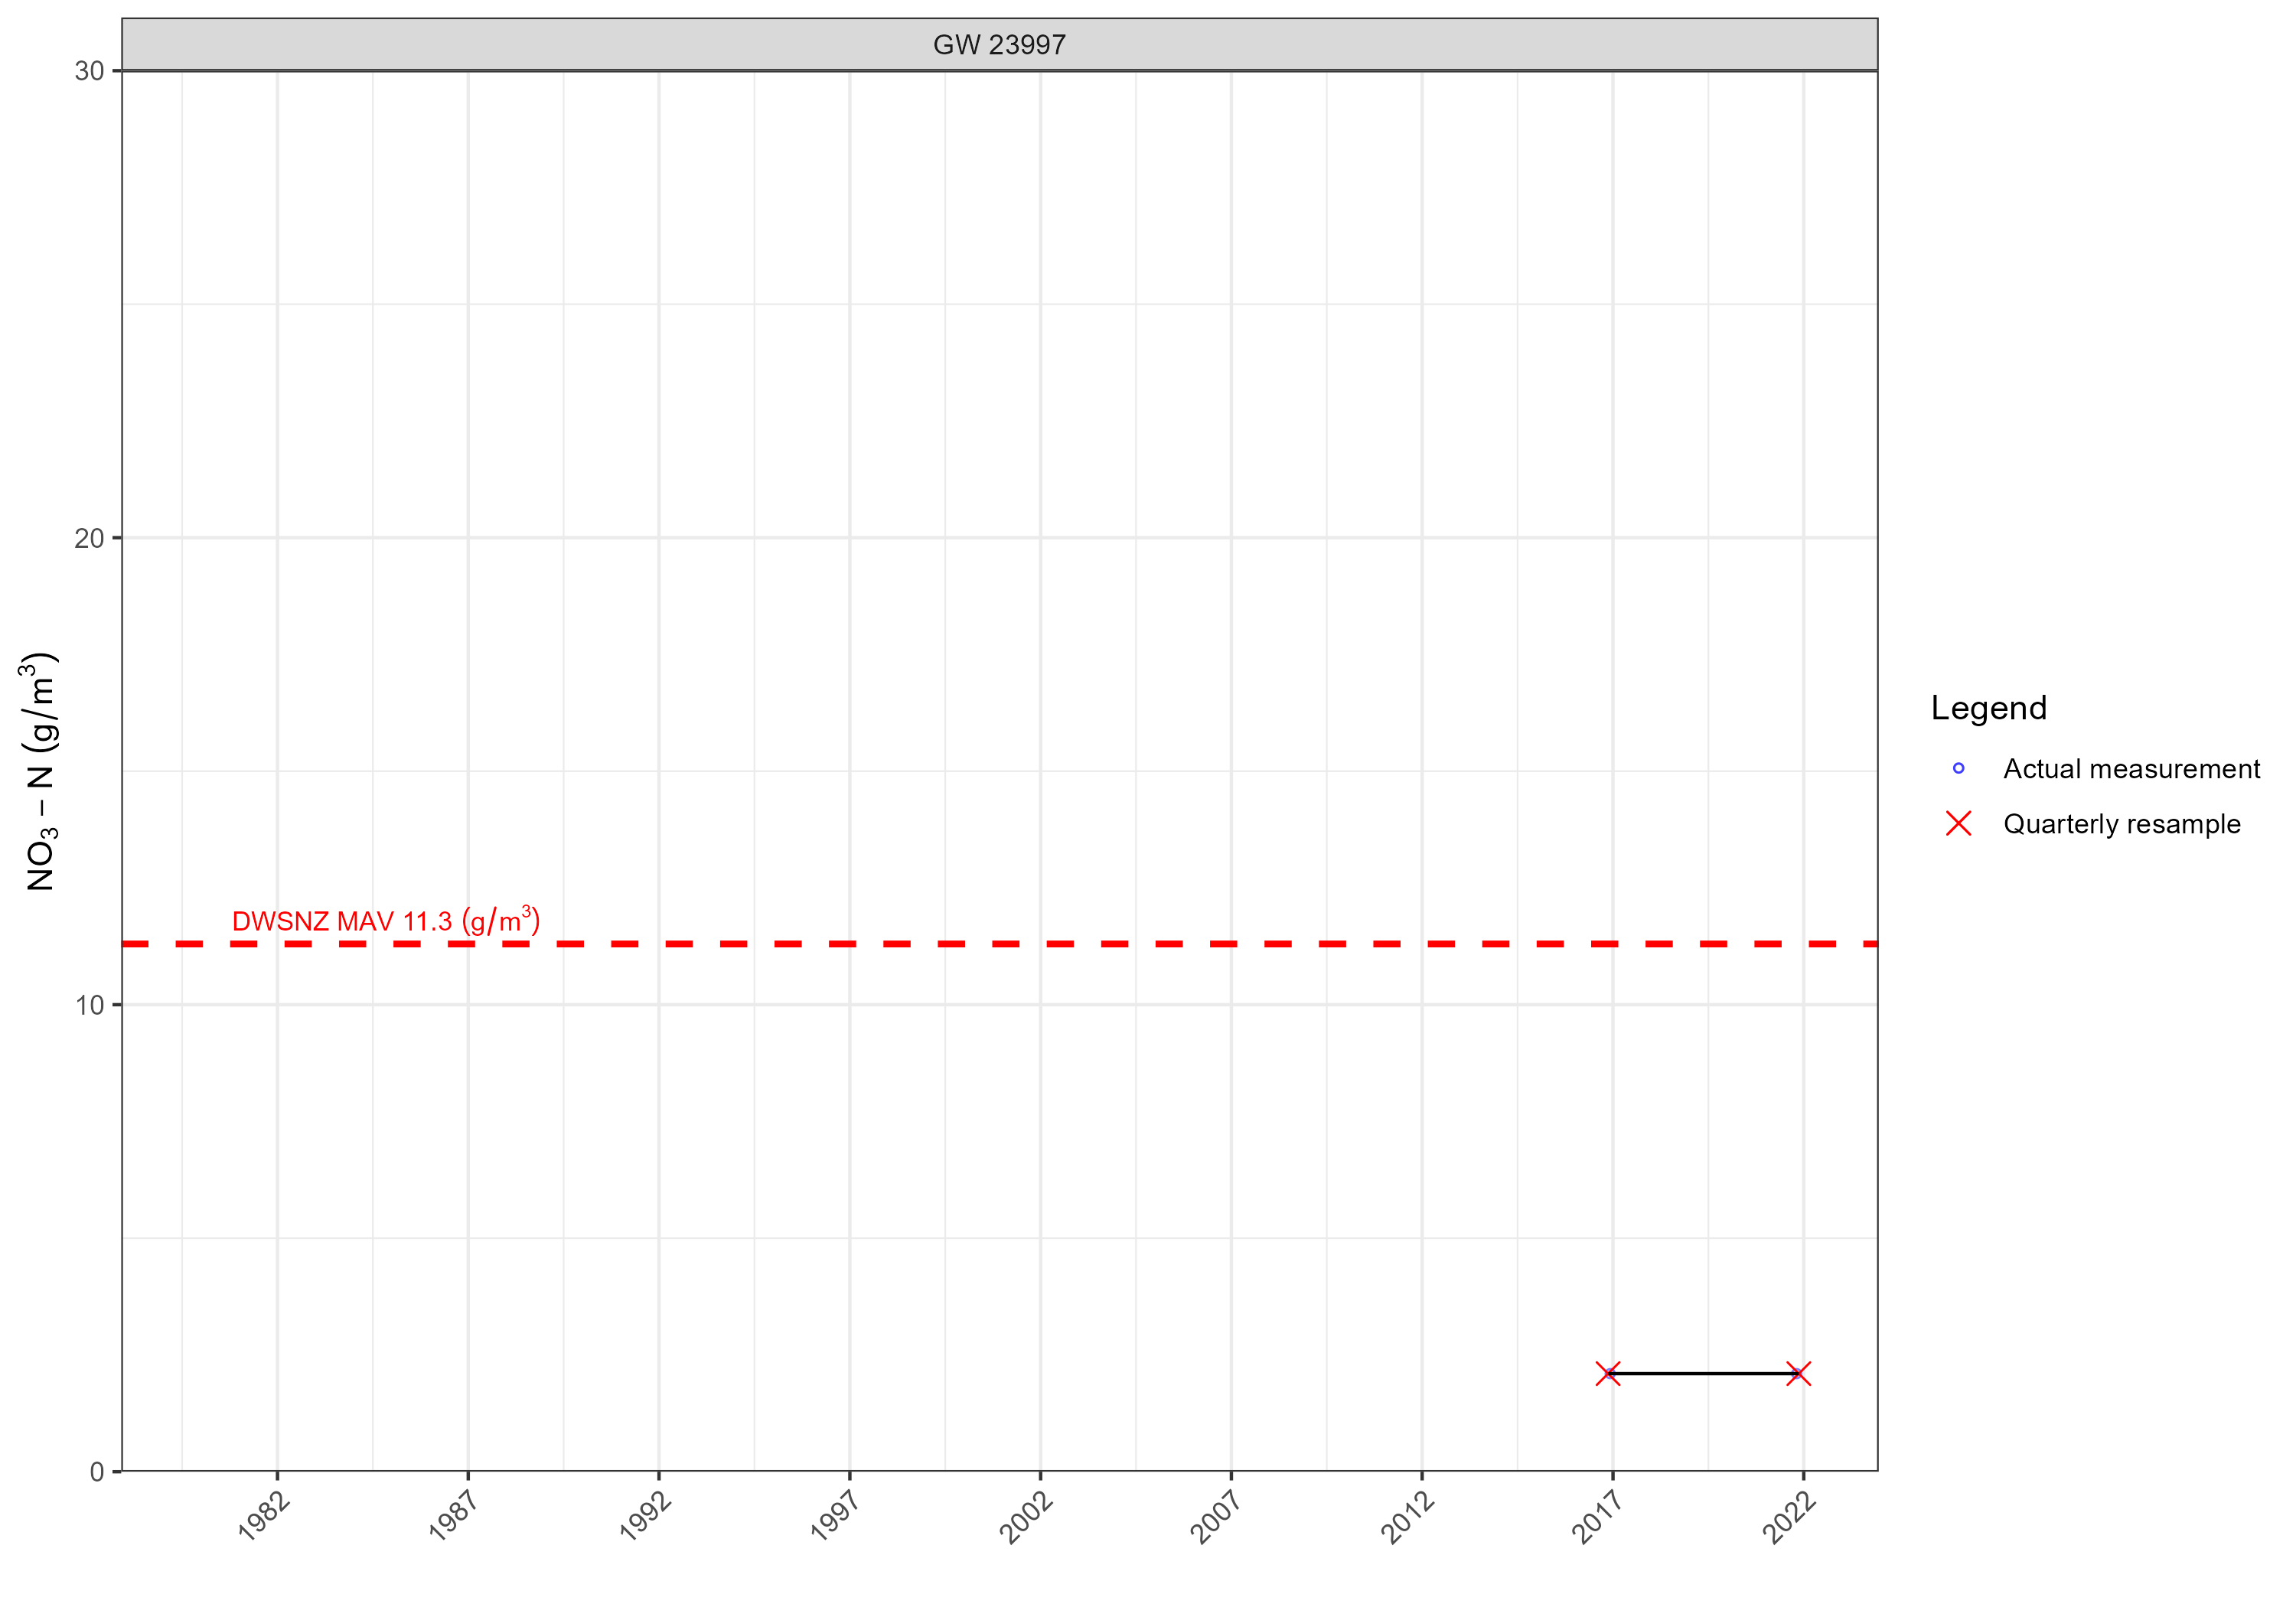 GW 23997
30
20
10
0
NO₃ – N (g/m³)
DWSNZ MAV 11.3 (g/m³)
1982
1987
1992
1997
2002
2007
2012
2017
2022
Legend
Actual measurement
Quarterly resample